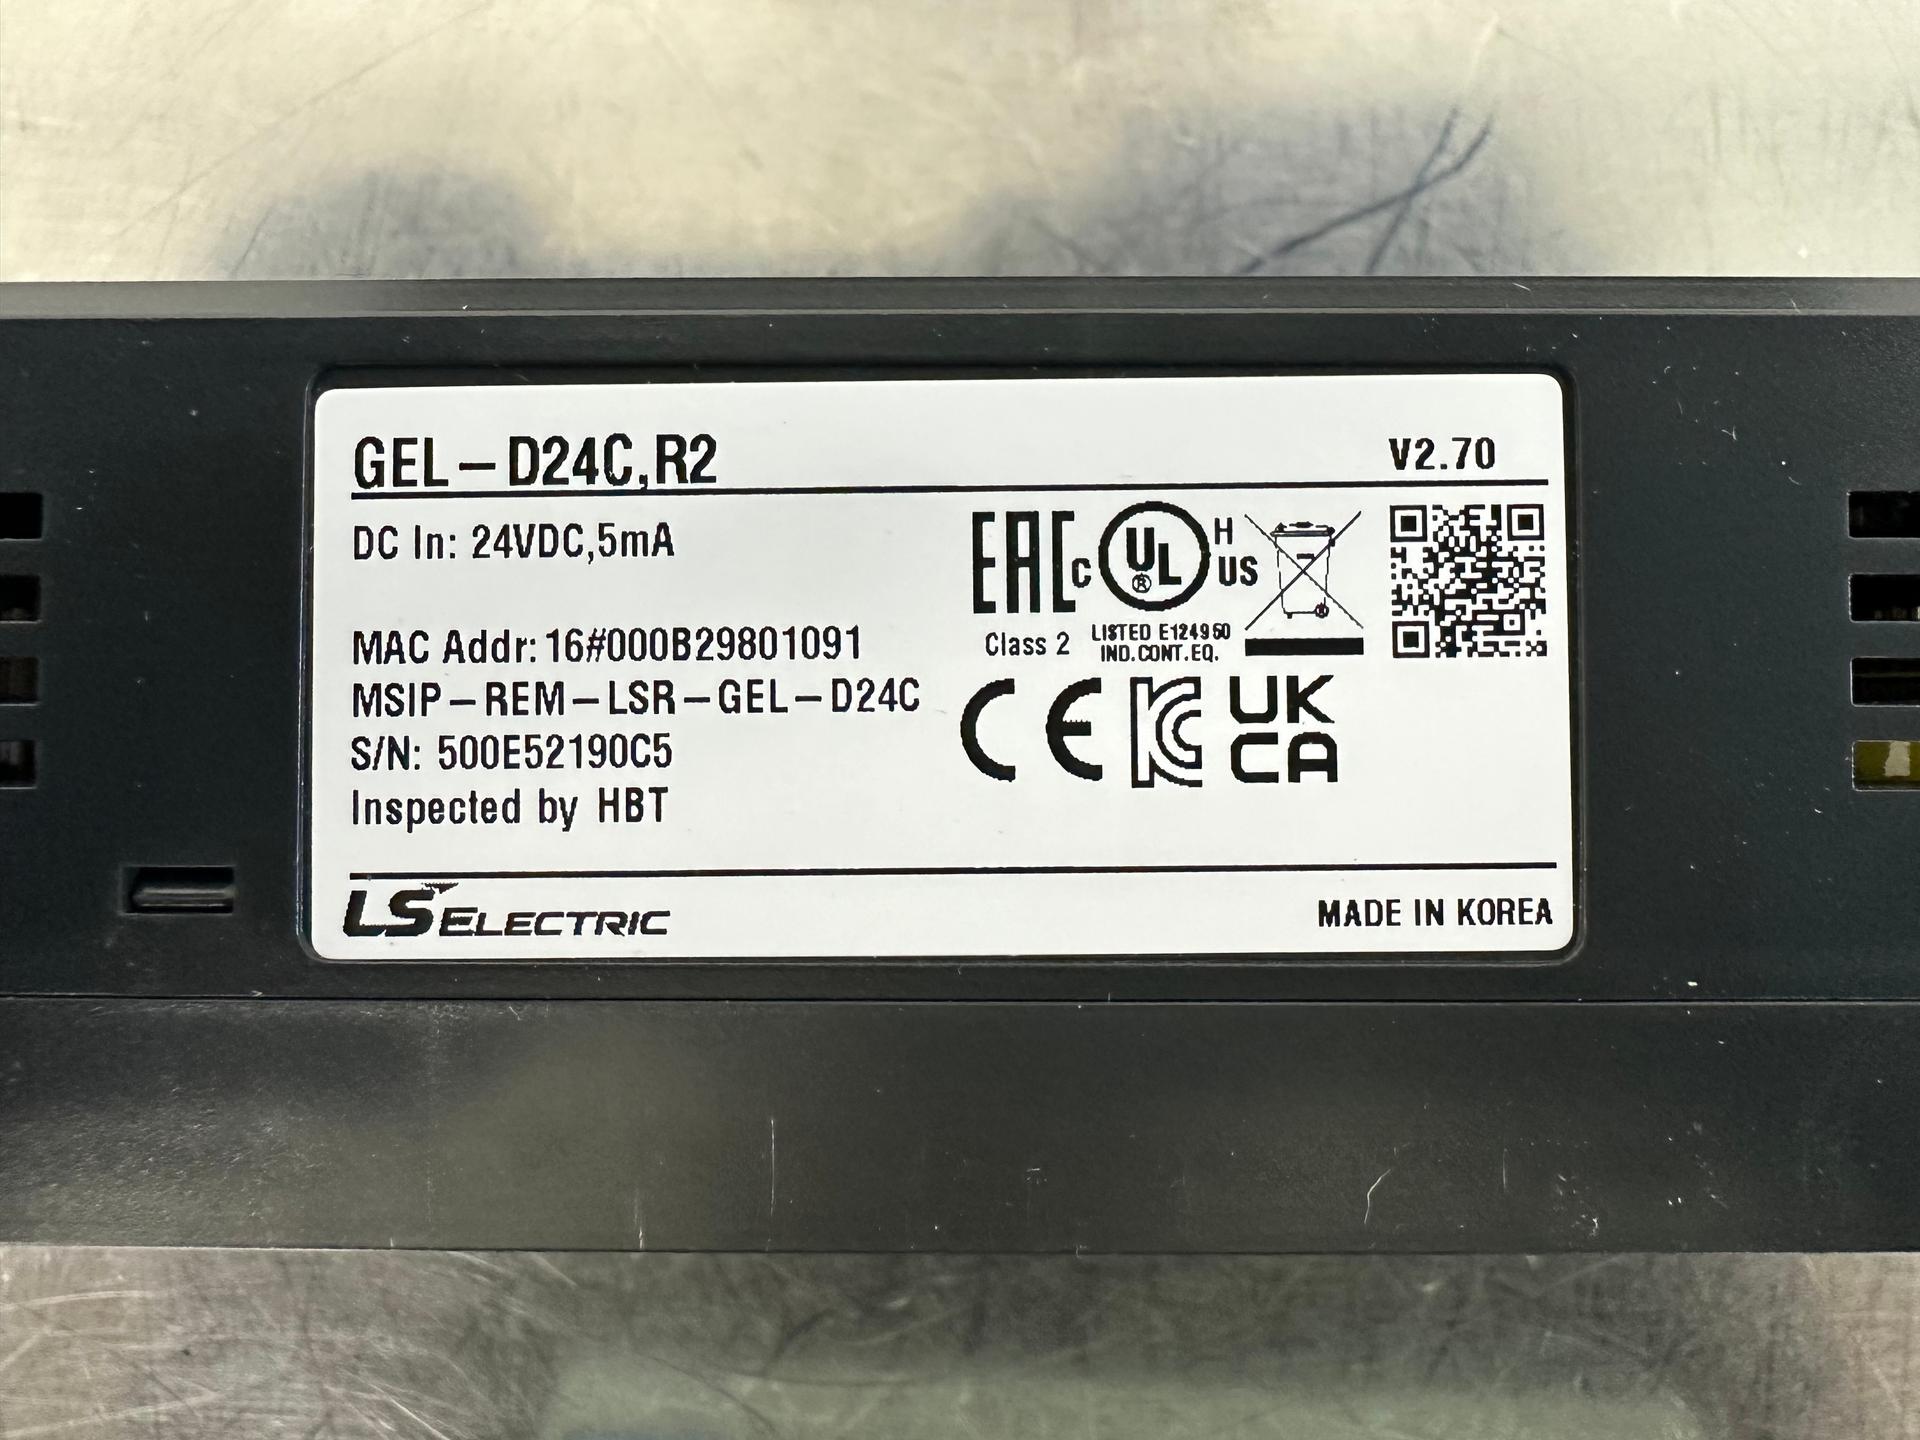 GEL-D24C,R2 V2.70
DC In: 24VDC,5mA
EAC c UL ® H US
Class 2 LISTED E124950
IND.CONT.EQ.
MAC Addr:16#000B29801091
MSIP-REM-LSR-GEL-D24C
CE KC UK CA
S/N: 500E52190C5
Inspected by HBT
LS ELECTRIC MADE IN KOREA